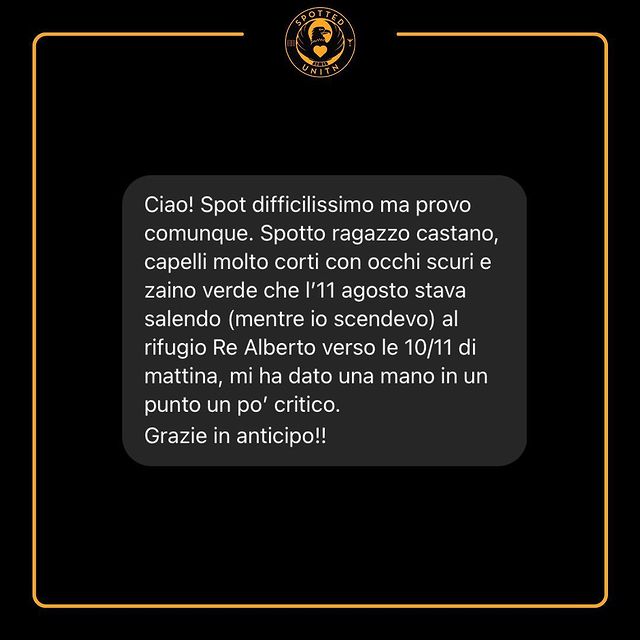 SPOTTED
UNITN
Ciao! Spot difficilissimo ma provo
comunque. Spotto ragazzo castano,
capelli molto corti con occhi scuri e
zaino verde che l’11 agosto stava
salendo (mentre io scendevo) al
rifugio Re Alberto verso le 10/11 di
mattina, mi ha dato una mano in un
punto un po’ critico.
Grazie in anticipo!!